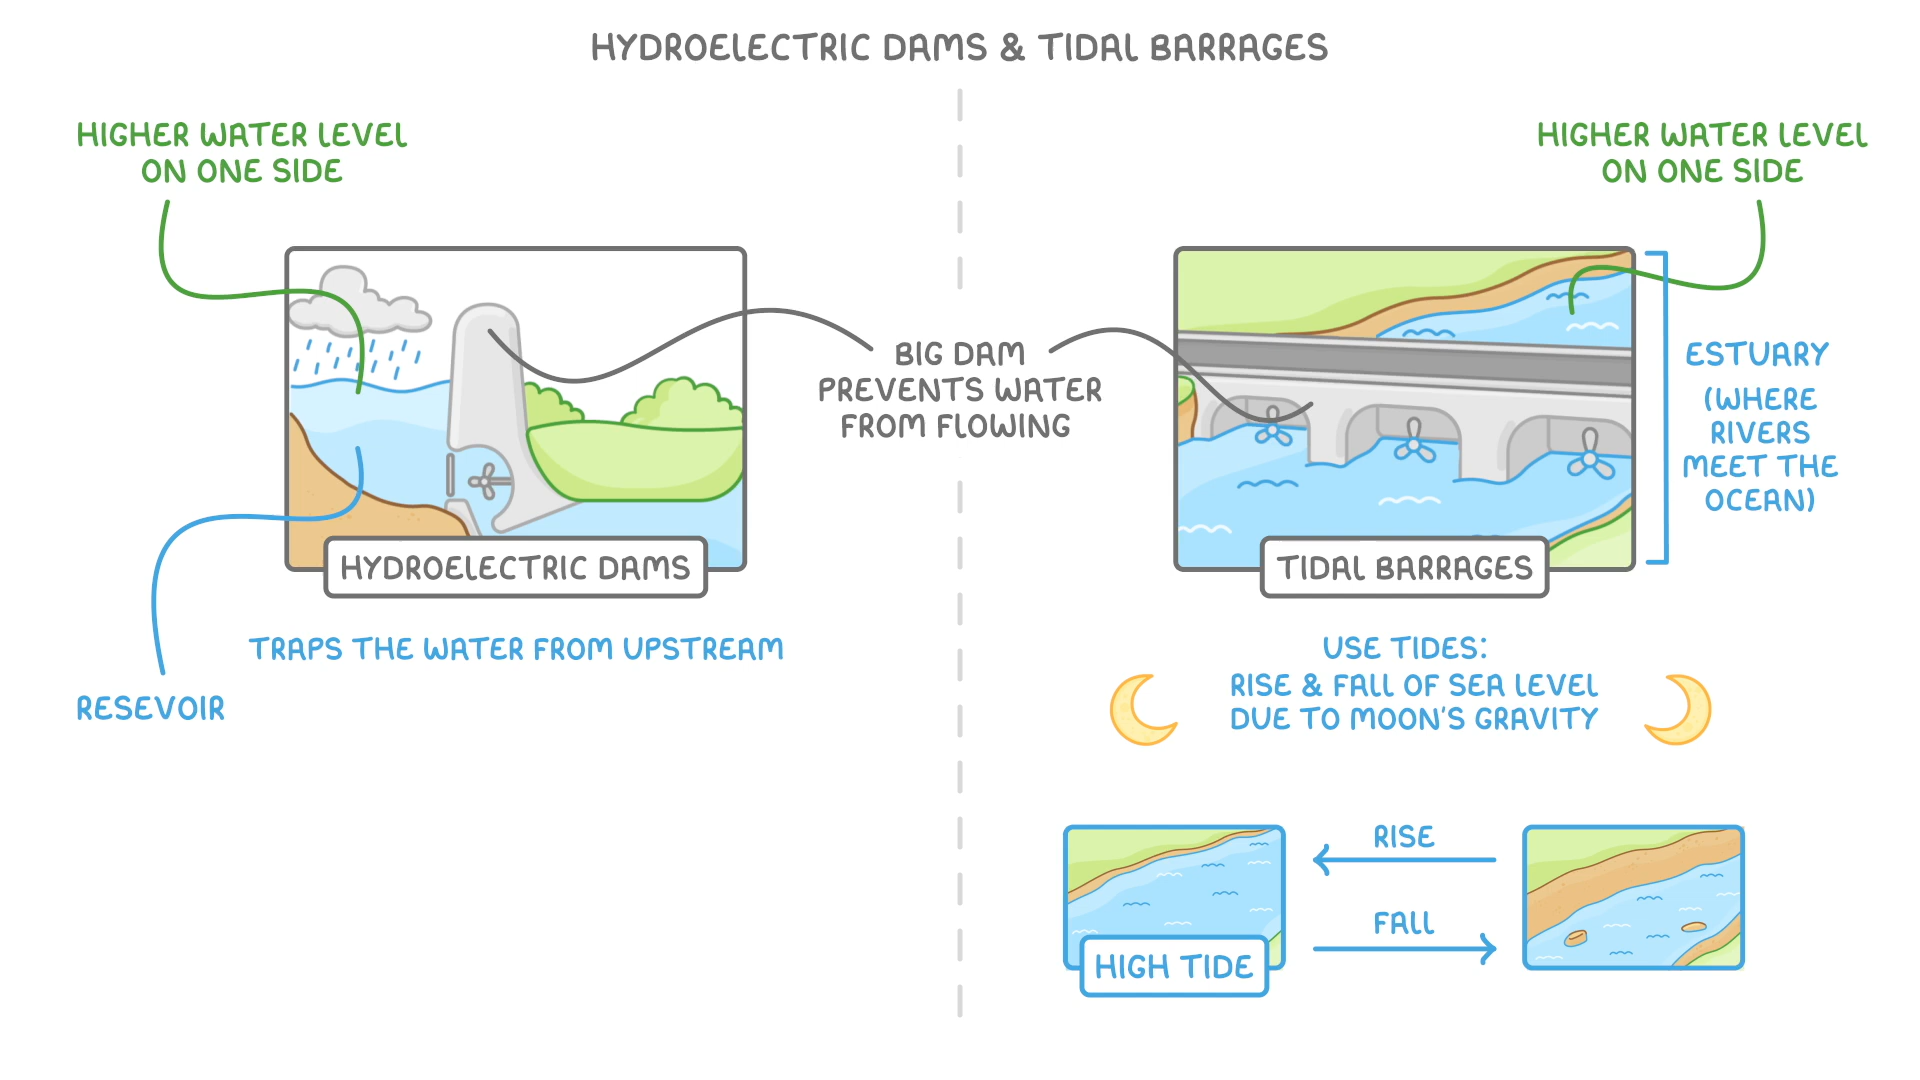 HYDROELECTRIC DAMS & TIDAL BARRAGES
HIGHER WATER LEVEL
ON ONE SIDE
HIGHER WATER LEVEL
ON ONE SIDE
BIG DAM
PREVENTS WATER
FROM FLOWING
ESTUARY
(WHERE
RIVERS
MEET THE
OCEAN)
HYDROELECTRIC DAMS
TIDAL BARRAGES
TRAPS THE WATER FROM UPSTREAM
RESEVOIR
USE TIDES:
RISE & FALL OF SEA LEVEL
DUE TO MOON'S GRAVITY
RISE
FALL
HIGH TIDE